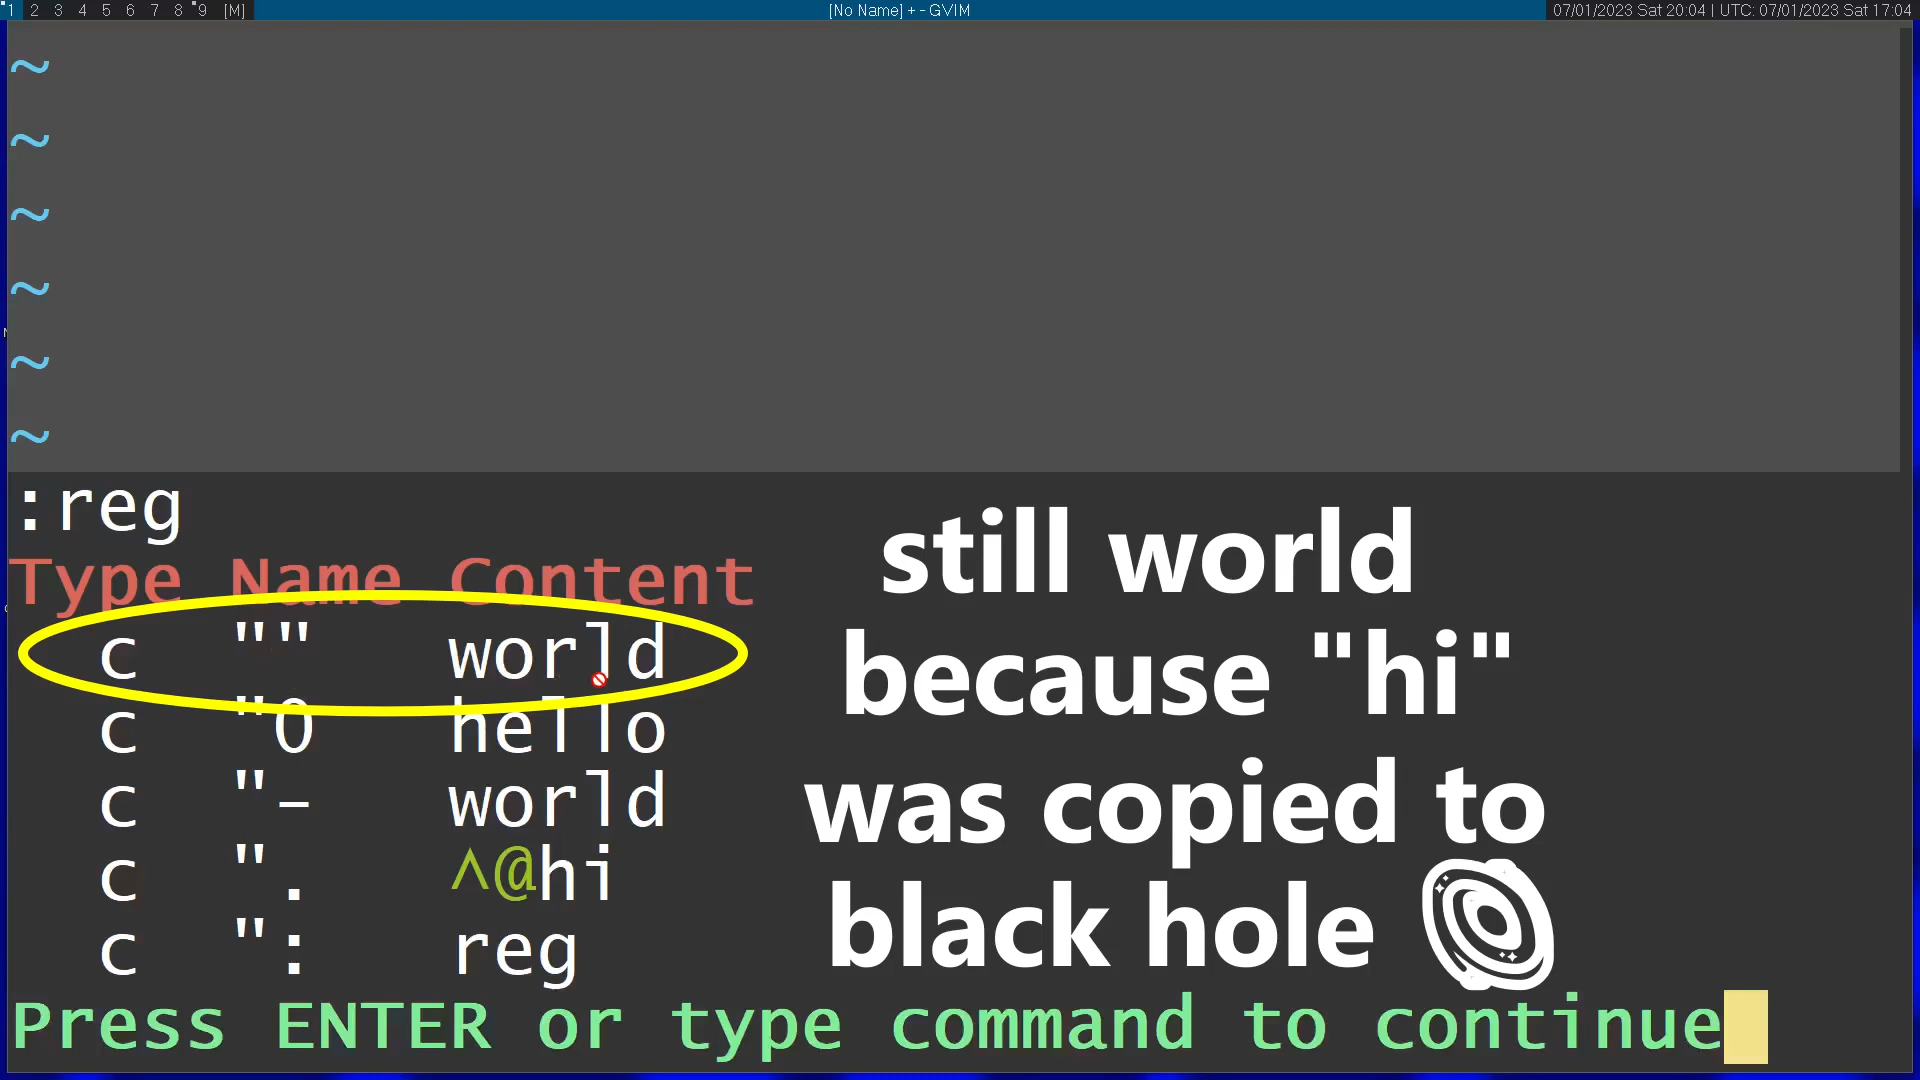 1 2 3 4 5 6 7 8 9 [M] [No Name] + - GVIM 07/01/2023 Sat 20:04 | UTC: 07/01/2023 Sat 17:04
~
~
~
~
~
~
:reg
Type Name Content
c "" world
c "0 hello
c "- world
c ". ^@hi
c ": reg
Press ENTER or type command to continue
still world
because "hi"
was copied to
black hole